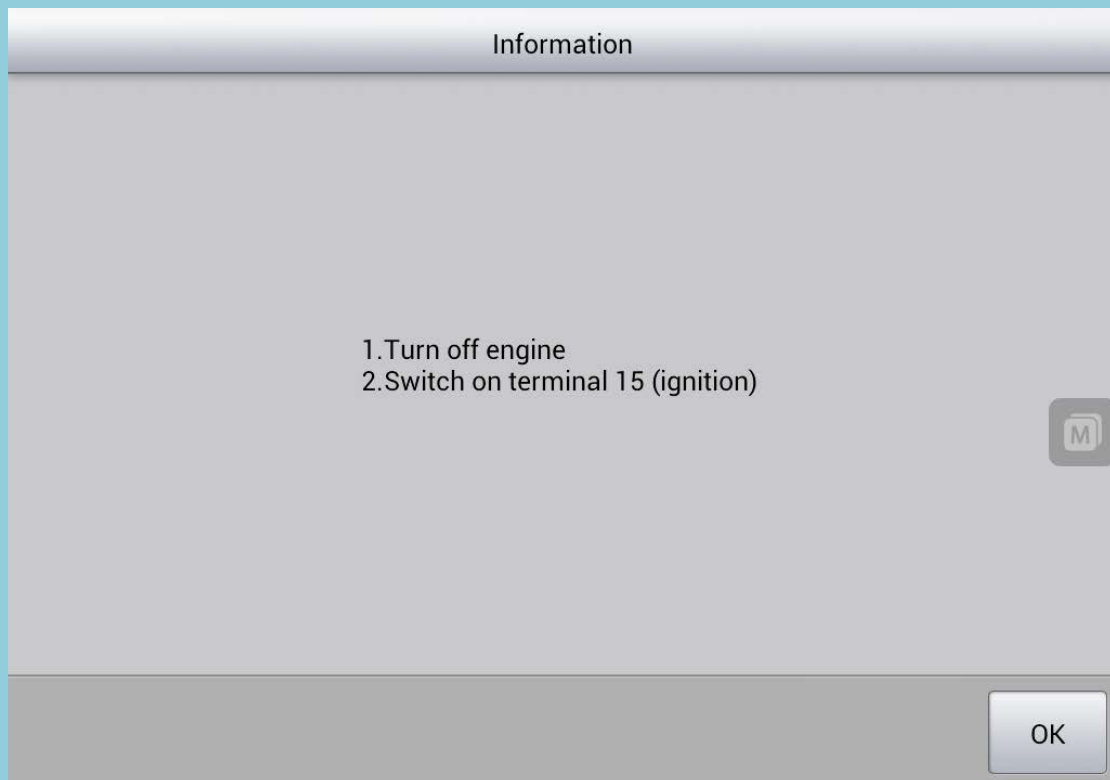 Information
1.Turn off engine
2.Switch on terminal 15 (ignition)
M
OK